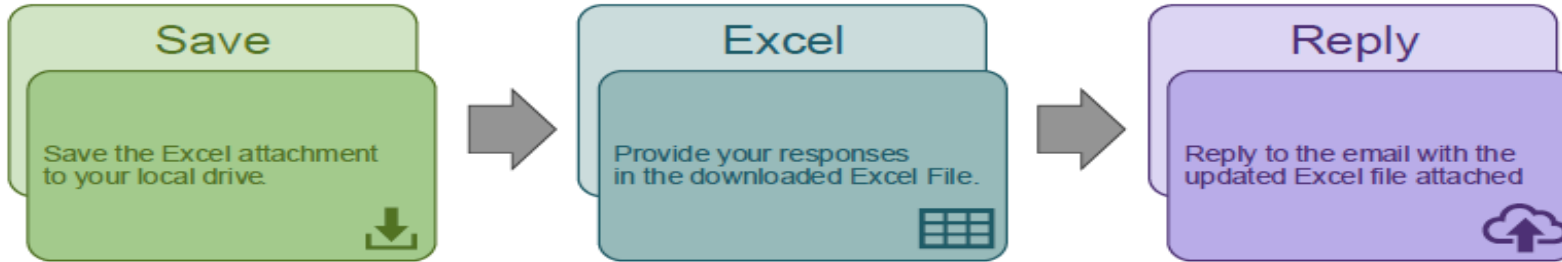 Save
Save the Excel attachment
to your local drive.
Excel
Provide your responses
in the downloaded Excel File.
Reply
Reply to the email with the
updated Excel file attached